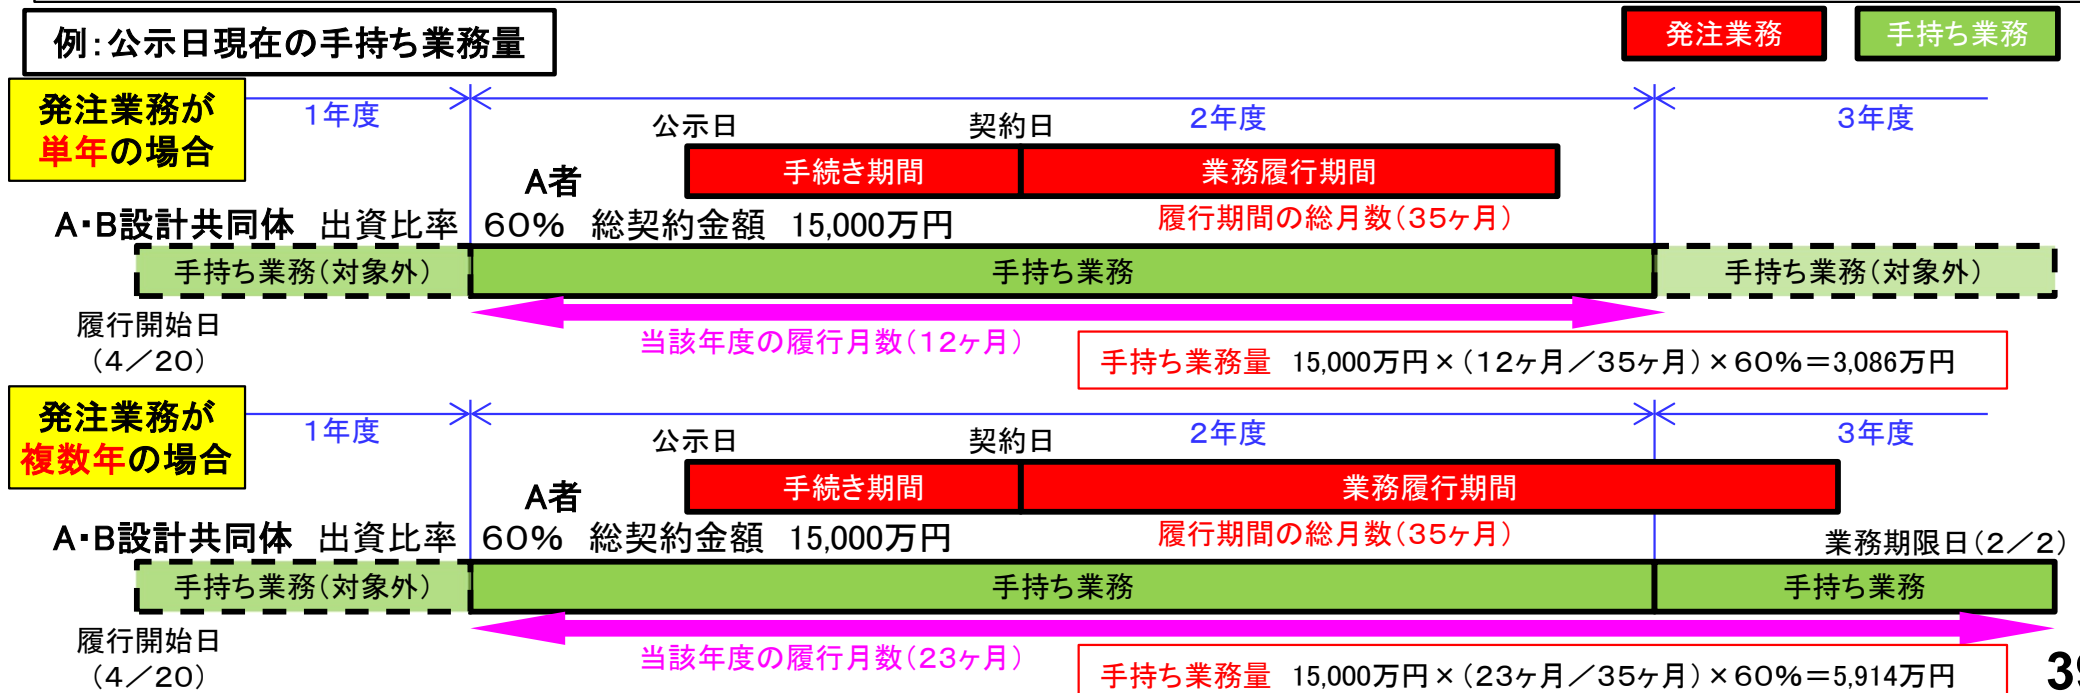 例：公示日現在の手持ち業務量
発注業務
手持ち業務
発注業務が
単年の場合
1年度
2年度
3年度
公示日
契約日
手続き期間
業務履行期間
A者
A・B設計共同体 出資比率 60% 総契約金額 15,000万円
履行期間の総月数（35ヶ月）
手持ち業務（対象外）
手持ち業務
手持ち業務（対象外）
履行開始日
（4／20）
当該年度の履行月数（12ヶ月）
手持ち業務量 15,000万円×（12ヶ月／35ヶ月）×60%＝3,086万円
発注業務が
複数年の場合
1年度
2年度
3年度
公示日
契約日
手続き期間
業務履行期間
A者
A・B設計共同体 出資比率 60% 総契約金額 15,000万円
履行期間の総月数（35ヶ月）
業務期限日（2／2）
手持ち業務（対象外）
手持ち業務
手持ち業務
履行開始日
（4／20）
当該年度の履行月数（23ヶ月）
手持ち業務量 15,000万円×（23ヶ月／35ヶ月）×60%＝5,914万円
39